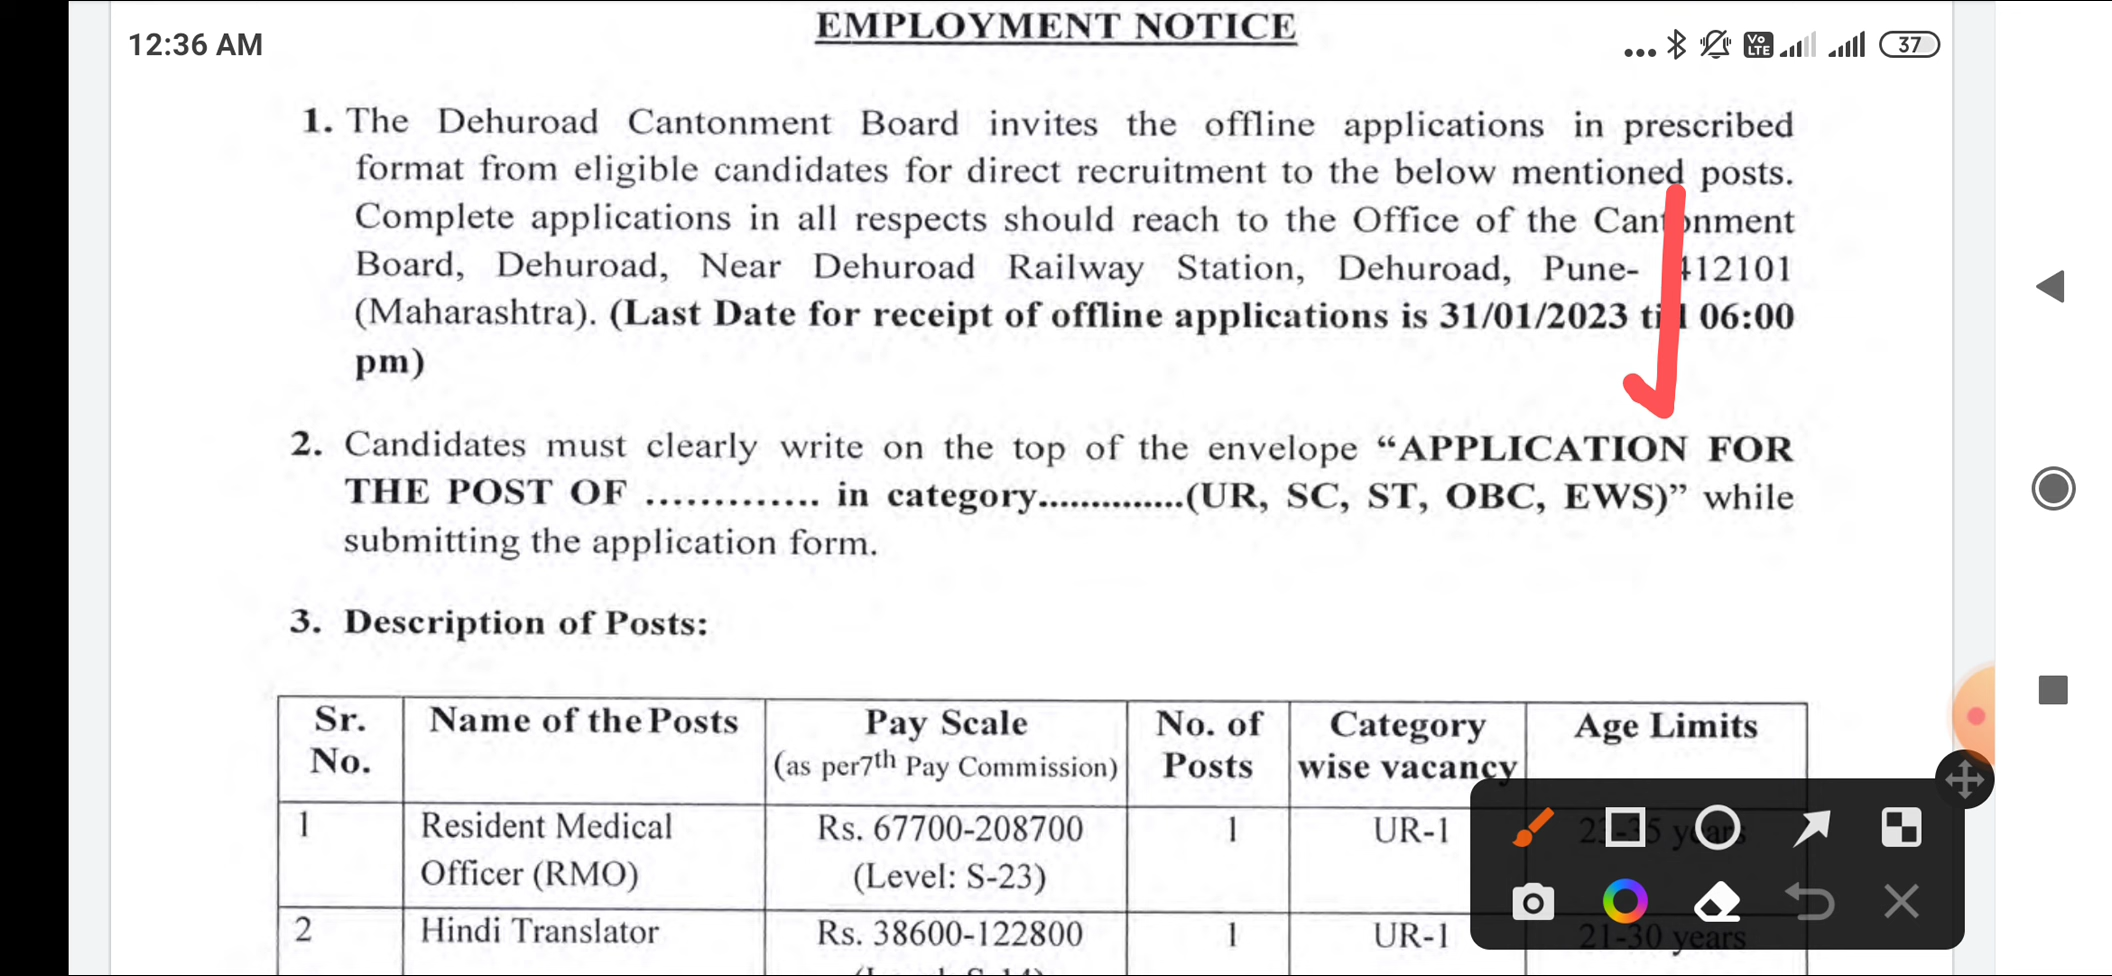 EMPLOYMENT NOTICE
12:36 AM
Vo LTE
37
1. The Dehuroad Cantonment Board invites the offline applications in prescribed
format from eligible candidates for direct recruitment to the below mentioned posts.
Complete applications in all respects should reach to the Office of the Cantonment
Board, Dehuroad, Near Dehuroad Railway Station, Dehuroad, Pune- 412101
(Maharashtra). (Last Date for receipt of offline applications is 31/01/2023 till 06:00
pm)
2. Candidates must clearly write on the top of the envelope “APPLICATION FOR
THE POST OF ............. in category..............(UR, SC, ST, OBC, EWS)” while
submitting the application form.
3. Description of Posts:
Sr. No. Name of the Posts Pay Scale (as per7th Pay Commission) No. of Posts Category wise vacancy Age Limits
1 Resident Medical Officer (RMO) Rs. 67700-208700 (Level: S-23) 1 UR-1 years
2 Hindi Translator Rs. 38600-122800 1 UR-1 21-30 years